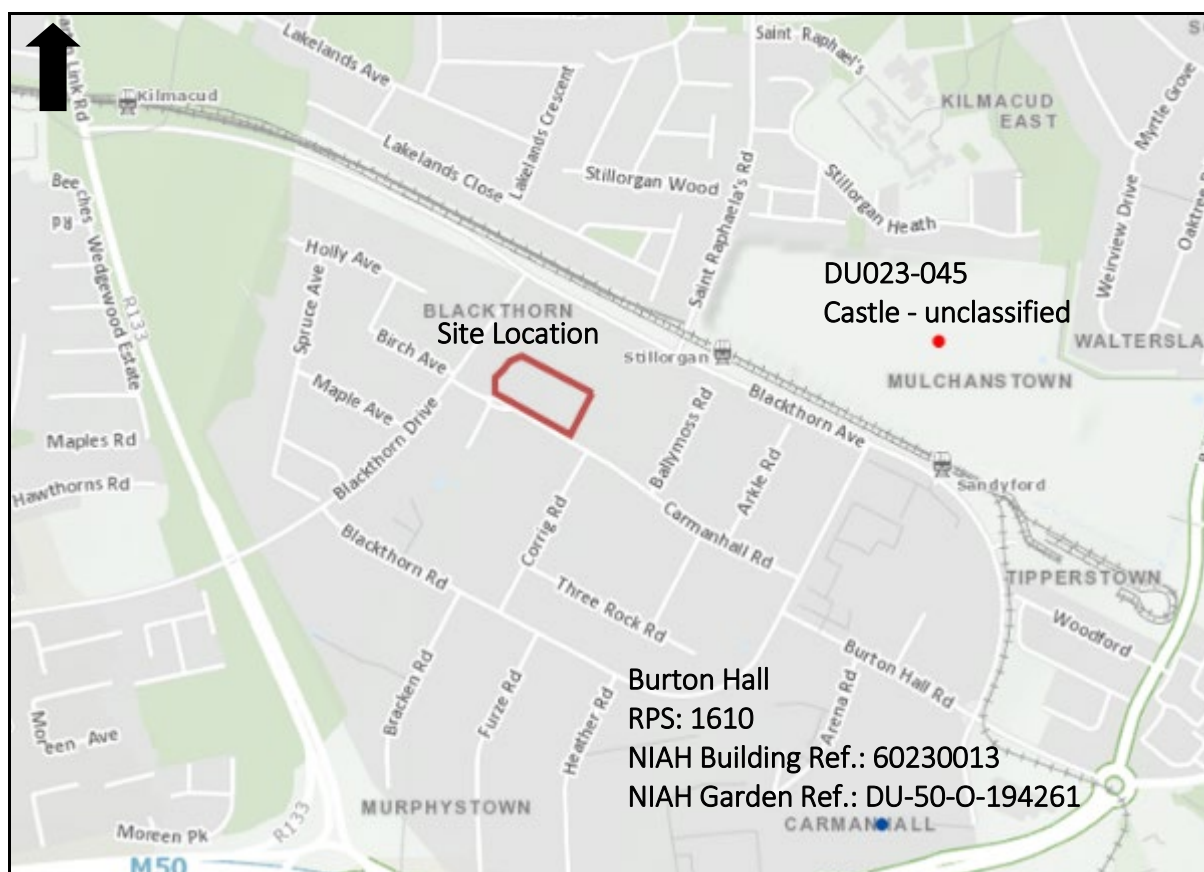 Link Rd
Kilmacud
Lakelands Ave
Lakelands Crescent
Saint Raphael's
KILMACUD
EAST
Myrtle Grove
Lakelands Close
Stillorgan Wood
Saint Raphaela's Rd
Stillorgan Heath
Weirview Drive
Beeches
Rd
Wedgewood Estate
R133
Holly Ave
Spruce Ave
BLACKTHORN
Site Location
Birch Ave
Maple Ave
Blackthorn Drive
Stillorgan
DU023-045
Castle - unclassified
WALTERSLA
MULCHANSTOWN
Ballymoss Rd
Blackthorn Ave
Arkle Rd
Maples Rd
Hawthorns Rd
Sandyford
Carmanhall Rd
Corrig Rd
Blackthorn Rd
Three Rock Rd
TIPPERSTOWN
Woodford
Bracken Rd
Furze Rd
Heather Rd
Burton Hall Rd
Arena Rd
Burton Hall
RPS: 1610
NIAH Building Ref.: 60230013
NIAH Garden Ref.: DU-50-O-194261
CARMANHALL
Moreen Ave
MURPHYSTOWN
Moreen Pk
R133
M50